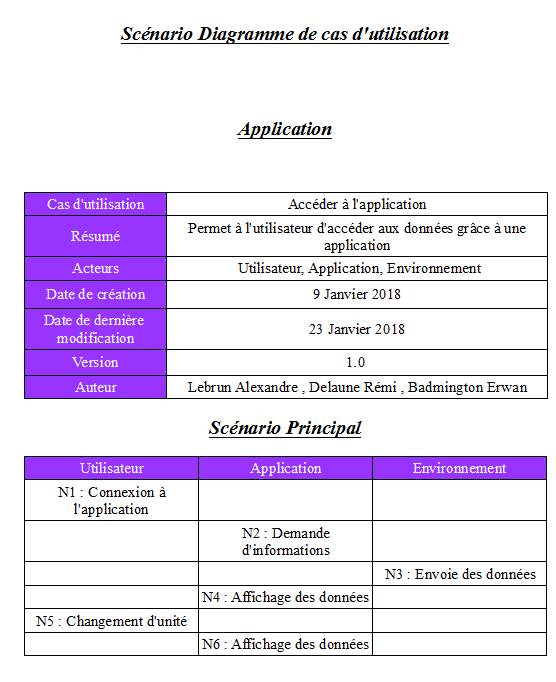 Scénario Diagramme de cas d'utilisation
Application
Cas d'utilisation Accéder à l'application
Résumé Permet à l'utilisateur d'accéder aux données grâce à une
application
Acteurs Utilisateur, Application, Environnement
Date de création 9 Janvier 2018
Date de dernière
modification 23 Janvier 2018
Version 1.0
Auteur Lebrun Alexandre , Delaune Rémi , Badmington Erwan
Scénario Principal
Utilisateur Application Environnement
N1 : Connexion à
l'application
N2 : Demande
d'informations
N3 : Envoie des données
N4 : Affichage des données
N5 : Changement d'unité
N6 : Affichage des données